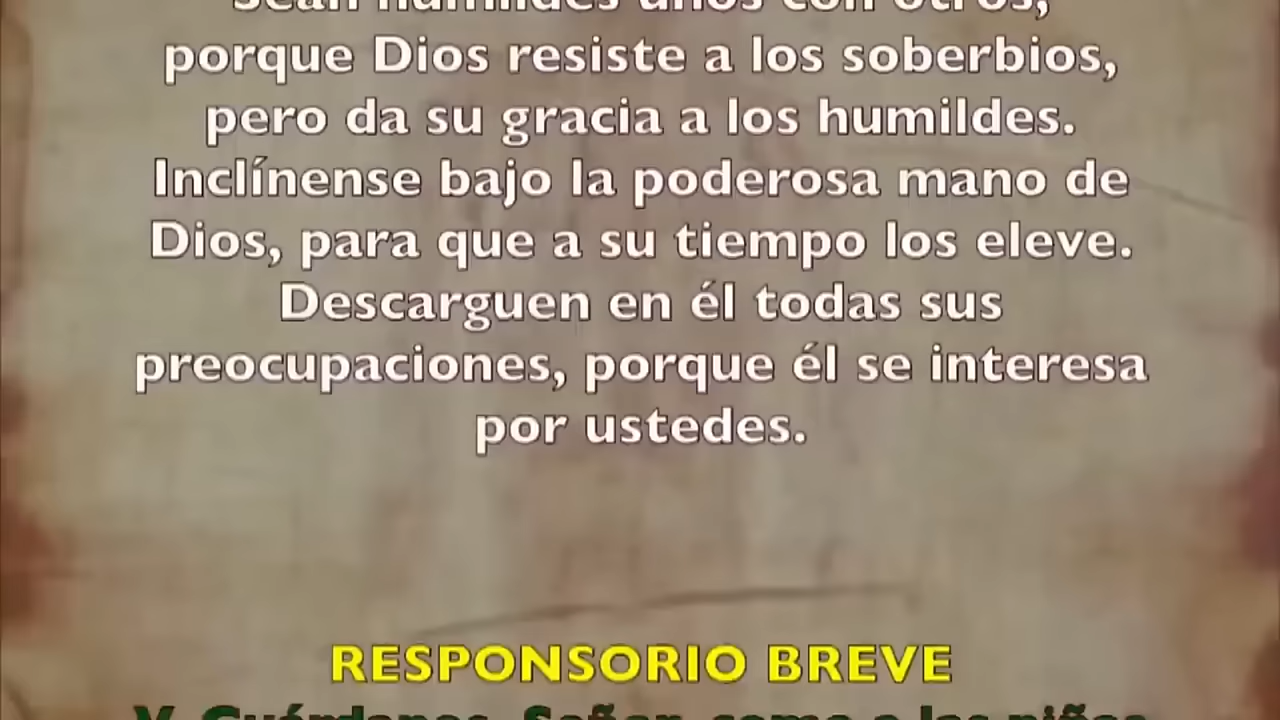 Sean humildes unos con otros,
porque Dios resiste a los soberbios,
pero da su gracia a los humildes.
Inclínense bajo la poderosa mano de
Dios, para que a su tiempo los eleve.
Descarguen en él todas sus
preocupaciones, porque él se interesa
por ustedes.
RESPONSORIO BREVE
V. Guárdanos, Señor, como a las niñas